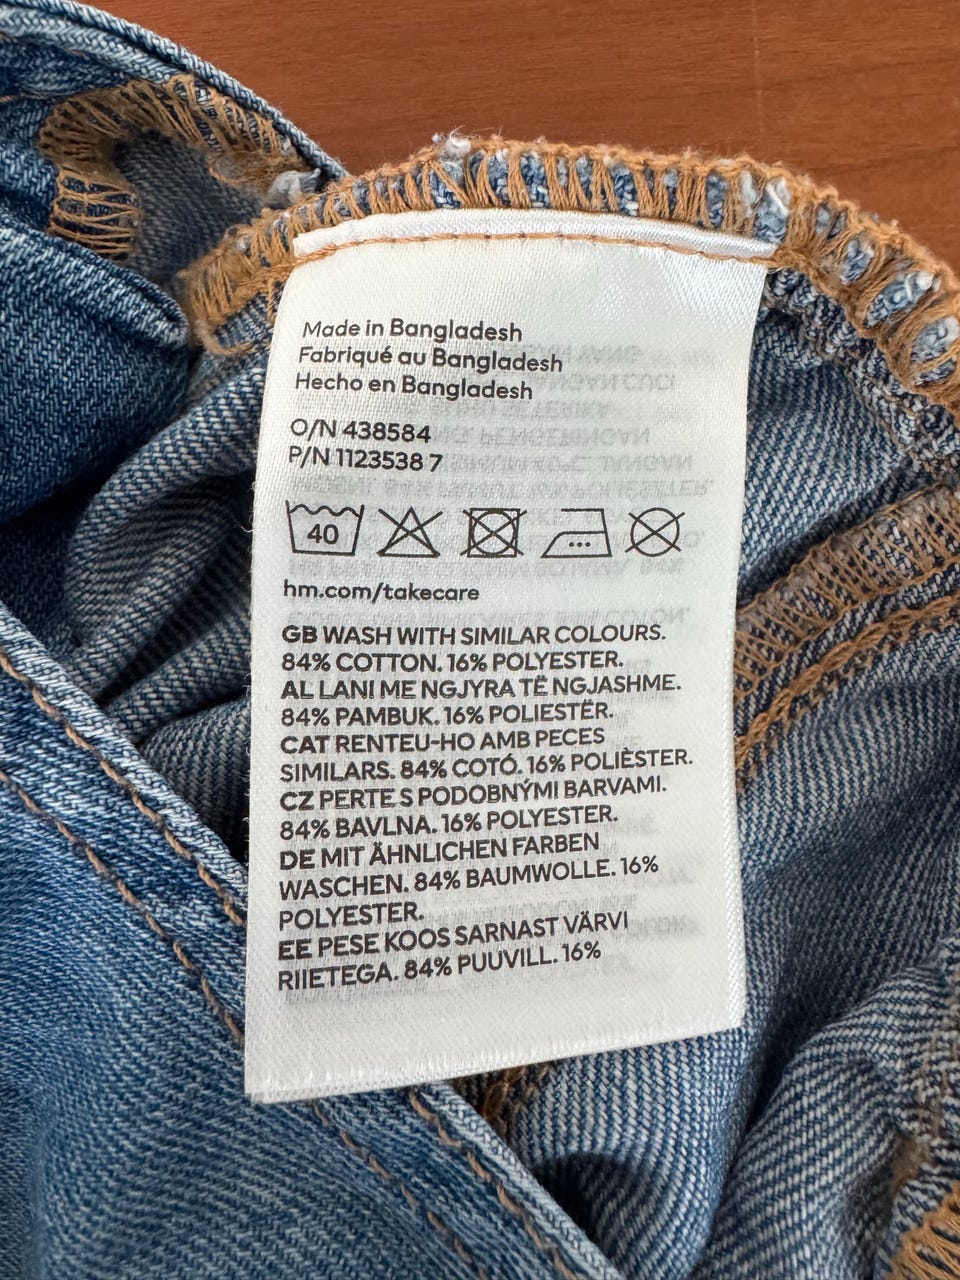 Made in Bangladesh
Fabriqué au Bangladesh
Hecho en Bangladesh
O/N 438584
P/N 1123538 7
40
hm.com/takecare
GB WASH WITH SIMILAR COLOURS.
84% COTTON. 16% POLYESTER.
AL LANI ME NGJYRA TË NGJASHME.
84% PAMBUK. 16% POLIESTËR.
CAT RENTEU-HO AMB PECES
SIMILARS. 84% COTÓ. 16% POLIÈSTER.
CZ PERTE S PODOBNÝMI BARVAMI.
84% BAVLNA. 16% POLYESTER.
DE MIT ÄHNLICHEN FARBEN
WASCHEN. 84% BAUMWOLLE. 16%
POLYESTER.
EE PESE KOOS SARNAST VÄRVI
RIIETEGA. 84% PUUVILL. 16%